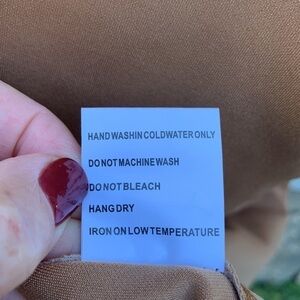 HAND WASH IN COLD WATER ONLY
DO NOT MACHINE WASH
DO NOT BLEACH
HANG DRY
IRON ON LOW TEMPERATURE